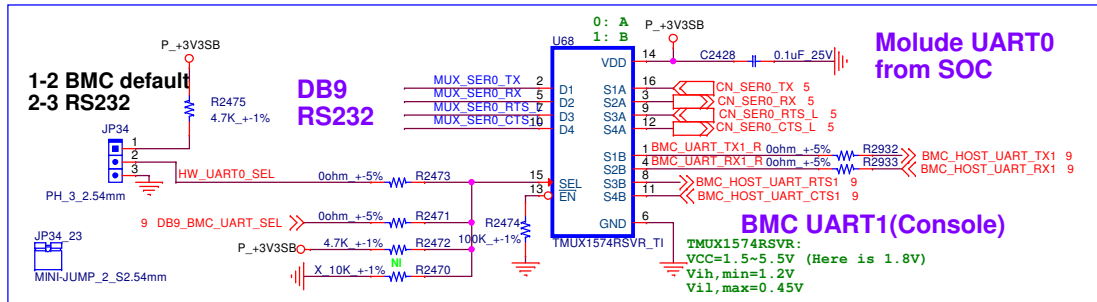 1-2 BMC default
2-3 RS232
P_+3V3SB
R2475
4.7K_+-1%
JP34
1
2
3
PH_3_2.54mm
HW_UART0_SEL
JP34_23
MINI-JUMP_2_S2.54mm
DB9
RS232
MUX_SER0_TX
MUX_SER0_RX
MUX_SER0_RTS_L
MUX_SER0_CTS_L
2
5
7
10
0: A
1: B
U68
P_+3V3SB
C2428
0.1uF_25V
14
VDD
D1
D2
D3
D4
S1A
S2A
S3A
S4A
16
3
9
12
CN_SER0_TX 5
CN_SER0_RX 5
CN_SER0_RTS_L 5
CN_SER0_CTS_L 5
Molude UART0
from SOC
S1B
S2B
S3B
S4B
1
4
8
11
BMC_UART_TX1_R
BMC_UART_RX1_R
0ohm_+-5%
0ohm_+-5%
R2932
R2933
BMC_HOST_UART_TX1 9
BMC_HOST_UART_RX1 9
BMC_HOST_UART_RTS1 9
BMC_HOST_UART_CTS1 9
15
13
SEL
EN
GND
6
TMUX1574RSVR_TI
0ohm_+-5%
R2473
9 DB9_BMC_UART_SEL
0ohm_+-5%
R2471
P_+3V3SB
4.7K_+-1%
R2472
NI
X_10K_+-1%
R2470
R2474
100K_+-1%
BMC UART1(Console)
TMUX1574RSVR:
VCC=1.5~5.5V (Here is 1.8V)
Vih,min=1.2V
Vil,max=0.45V